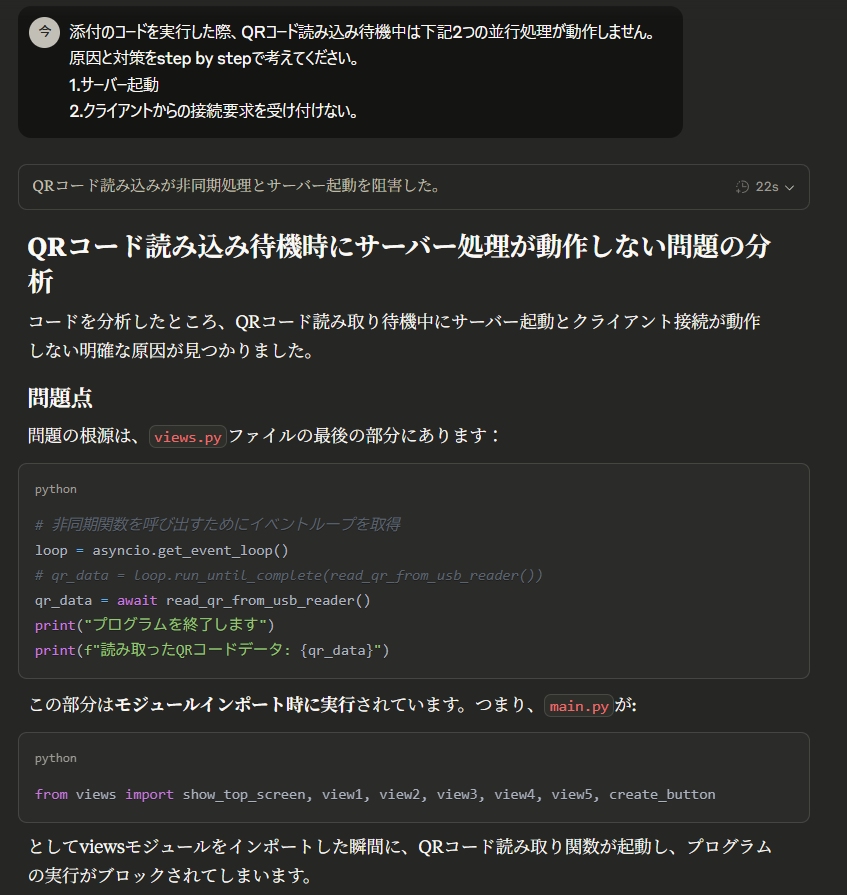 今
添付のコードを実行した際、QRコード読み込み待機中は下記2つの並行処理が動作しません。
原因と対策をstep by stepで考えてください。
1.サーバー起動
2.クライアントからの接続要求を受け付けない。
QRコード読み込みが非同期処理とサーバー起動を阻害した。
22s
QRコード読み込み待機時にサーバー処理が動作しない問題の分
析
コードを分析したところ、QRコード読み取り待機中にサーバー起動とクライアント接続が動作
しない明確な原因が見つかりました。
問題点
問題の根源は、views.pyファイルの最後の部分にあります：
python
# 非同期関数を呼び出すためにイベントループを取得
loop = asyncio.get_event_loop()
# qr_data = loop.run_until_complete(read_qr_from_usb_reader())
qr_data = await read_qr_from_usb_reader()
print("プログラムを終了します")
print(f"読み取ったQRコードデータ: {qr_data}")
この部分はモジュールインポート時に実行されています。つまり、main.pyが:
python
from views import show_top_screen, view1, view2, view3, view4, view5, create_button
としてviewsモジュールをインポートした瞬間に、QRコード読み取り関数が起動し、プログラム
の実行がブロックされてしまいます。